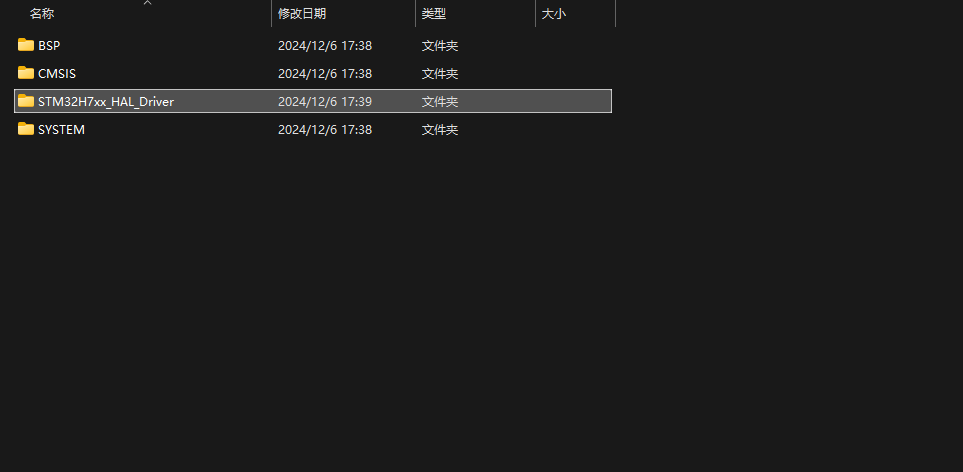 名称 修改日期 类型 大小
BSP 2024/12/6 17:38 文件夹
CMSIS 2024/12/6 17:38 文件夹
STM32H7xx_HAL_Driver 2024/12/6 17:39 文件夹
SYSTEM 2024/12/6 17:38 文件夹